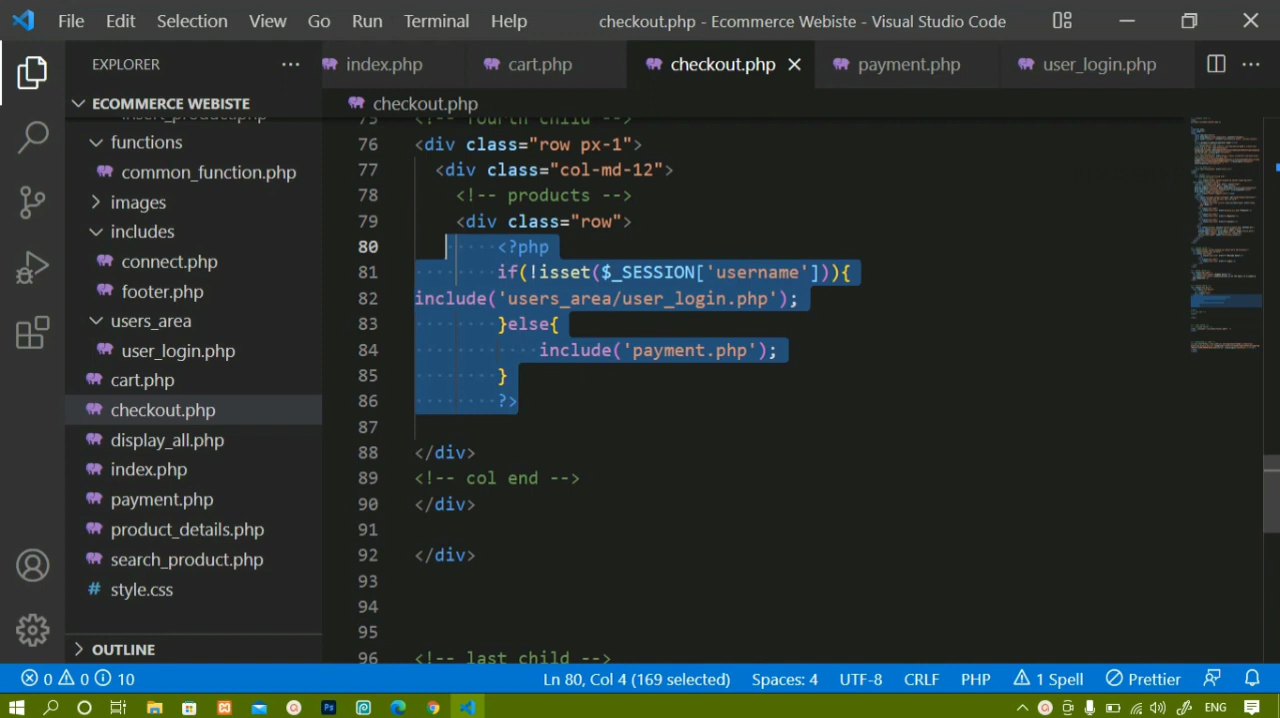 File Edit Selection View Go Run Terminal Help checkout.php - Ecommerce Webiste - Visual Studio Code
EXPLORER
index.php cart.php checkout.php payment.php user_login.php
ECOMMERCE WEBISTE
insert_product.php
functions
common_function.php
images
includes
connect.php
footer.php
users_area
user_login.php
cart.php
checkout.php
display_all.php
index.php
payment.php
product_details.php
search_product.php
style.css
OUTLINE
checkout.php
75 <!-- fourth child -->
76 <div class="row px-1">
77 <div class="col-md-12">
78 <!-- products -->
79 <div class="row">
80 <?php
81 if(!isset($_SESSION['username'])){
82 include('users_area/user_login.php');
83 }else{
84 include('payment.php');
85 }
86 ?>
87
88 </div>
89 <!-- col end -->
90 </div>
91
92 </div>
93
94
95
96 <!-- last child -->
0 0 10 Ln 80, Col 4 (169 selected) Spaces: 4 UTF-8 CRLF PHP 1 Spell Prettier
ENG